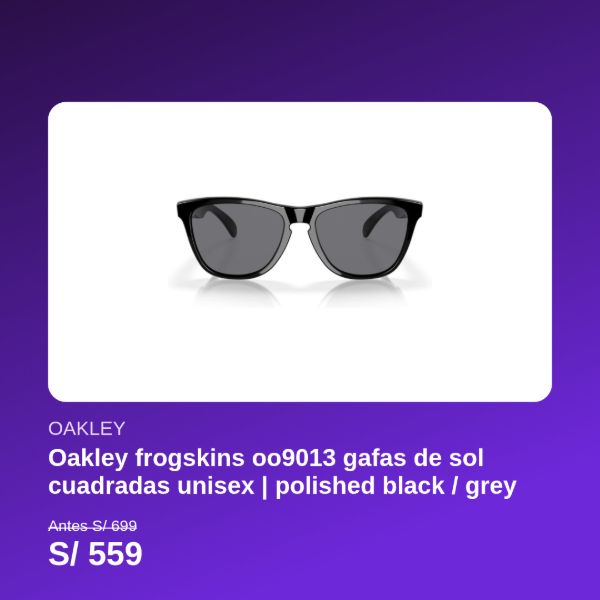 OAKLEY
Oakley frogskins oo9013 gafas de sol
cuadradas unisex | polished black / grey
Antes S/ 699
S/ 559